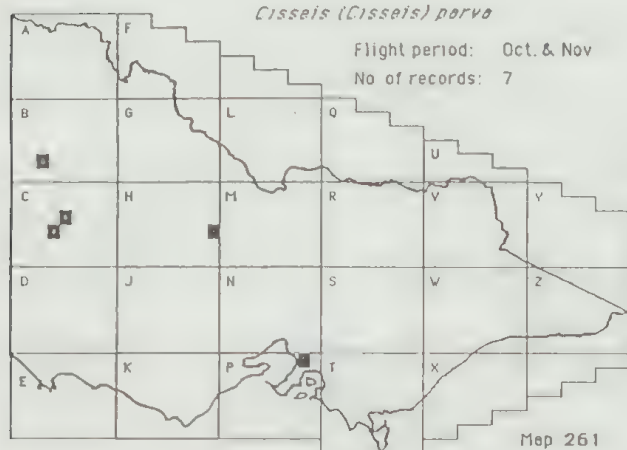 Cisseis (Cisseis) parva
Flight period: Oct. & Nov
No of records: 7
A F
B G L Q
U
C H M R V Y
D J N S W Z
E K P T X
Map 261